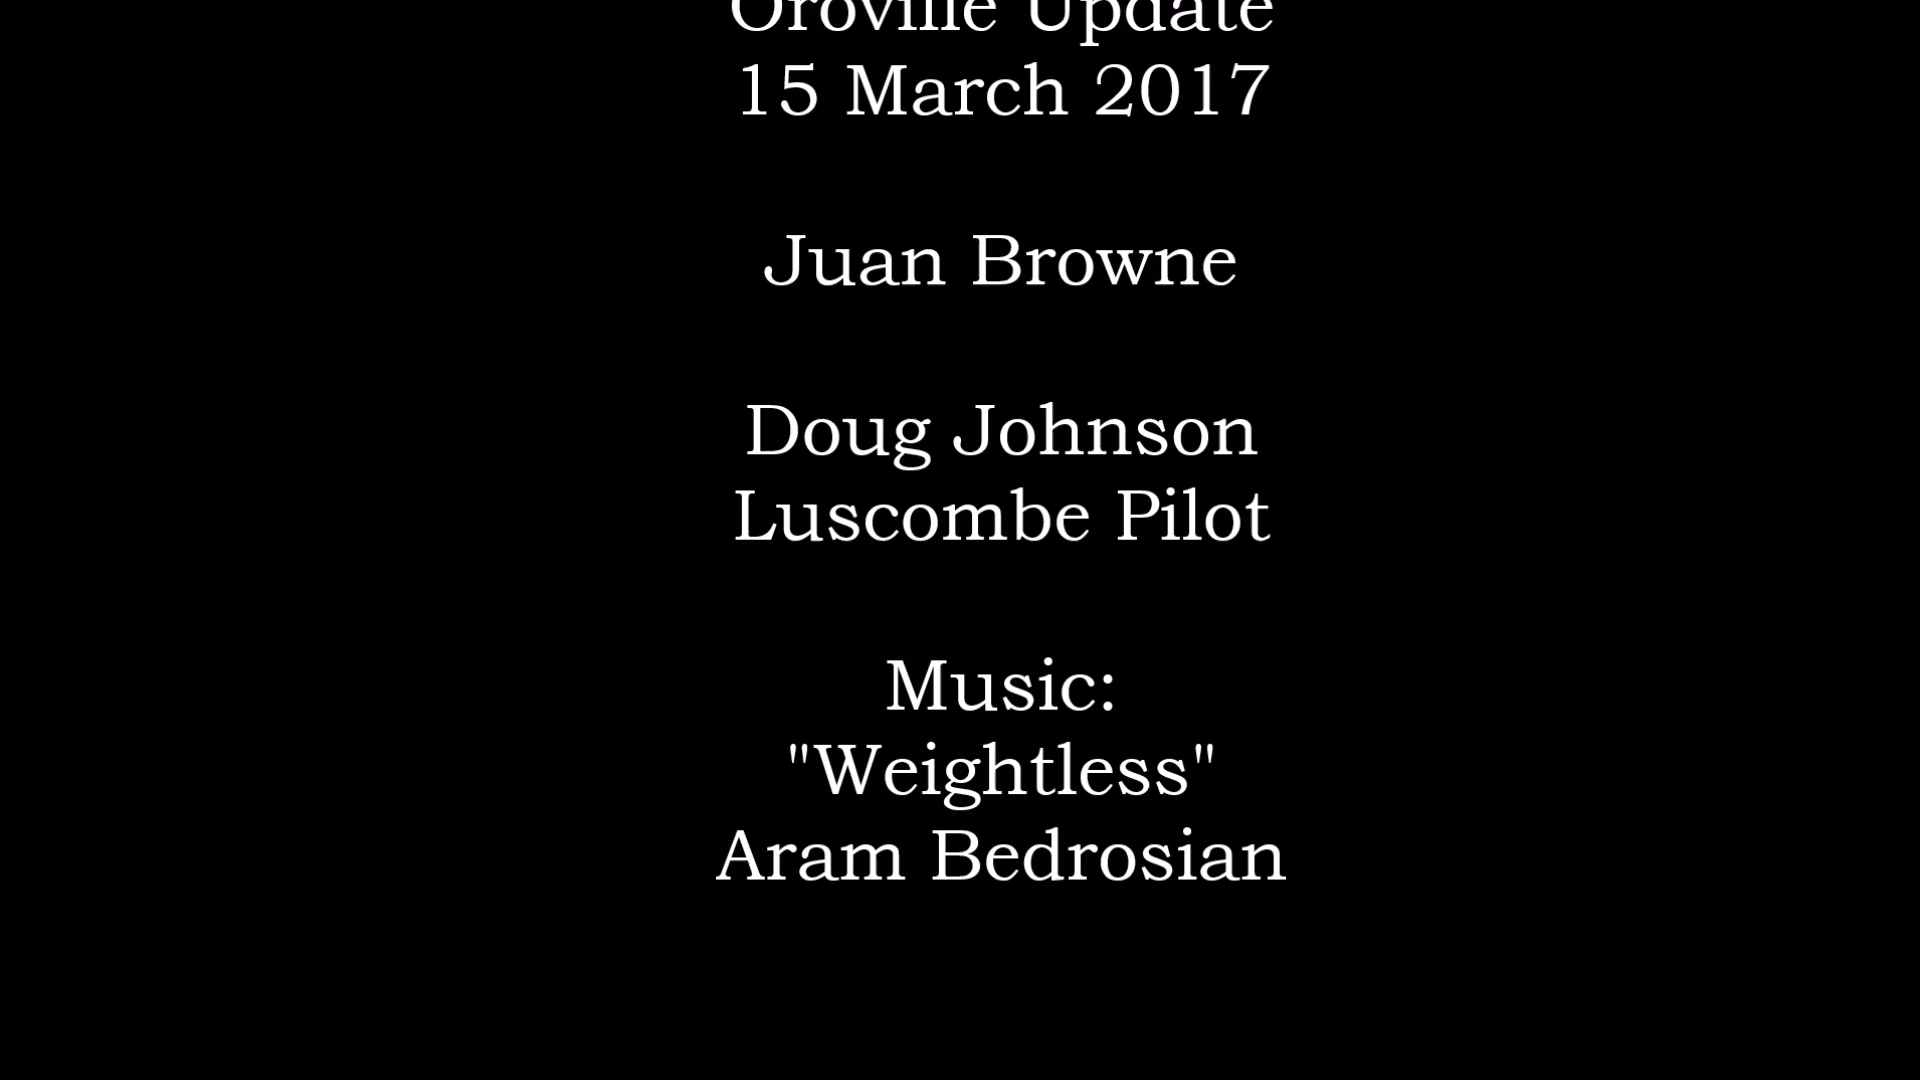 Oroville Update
15 March 2017
Juan Browne
Doug Johnson
Luscombe Pilot
Music:
"Weightless"
Aram Bedrosian